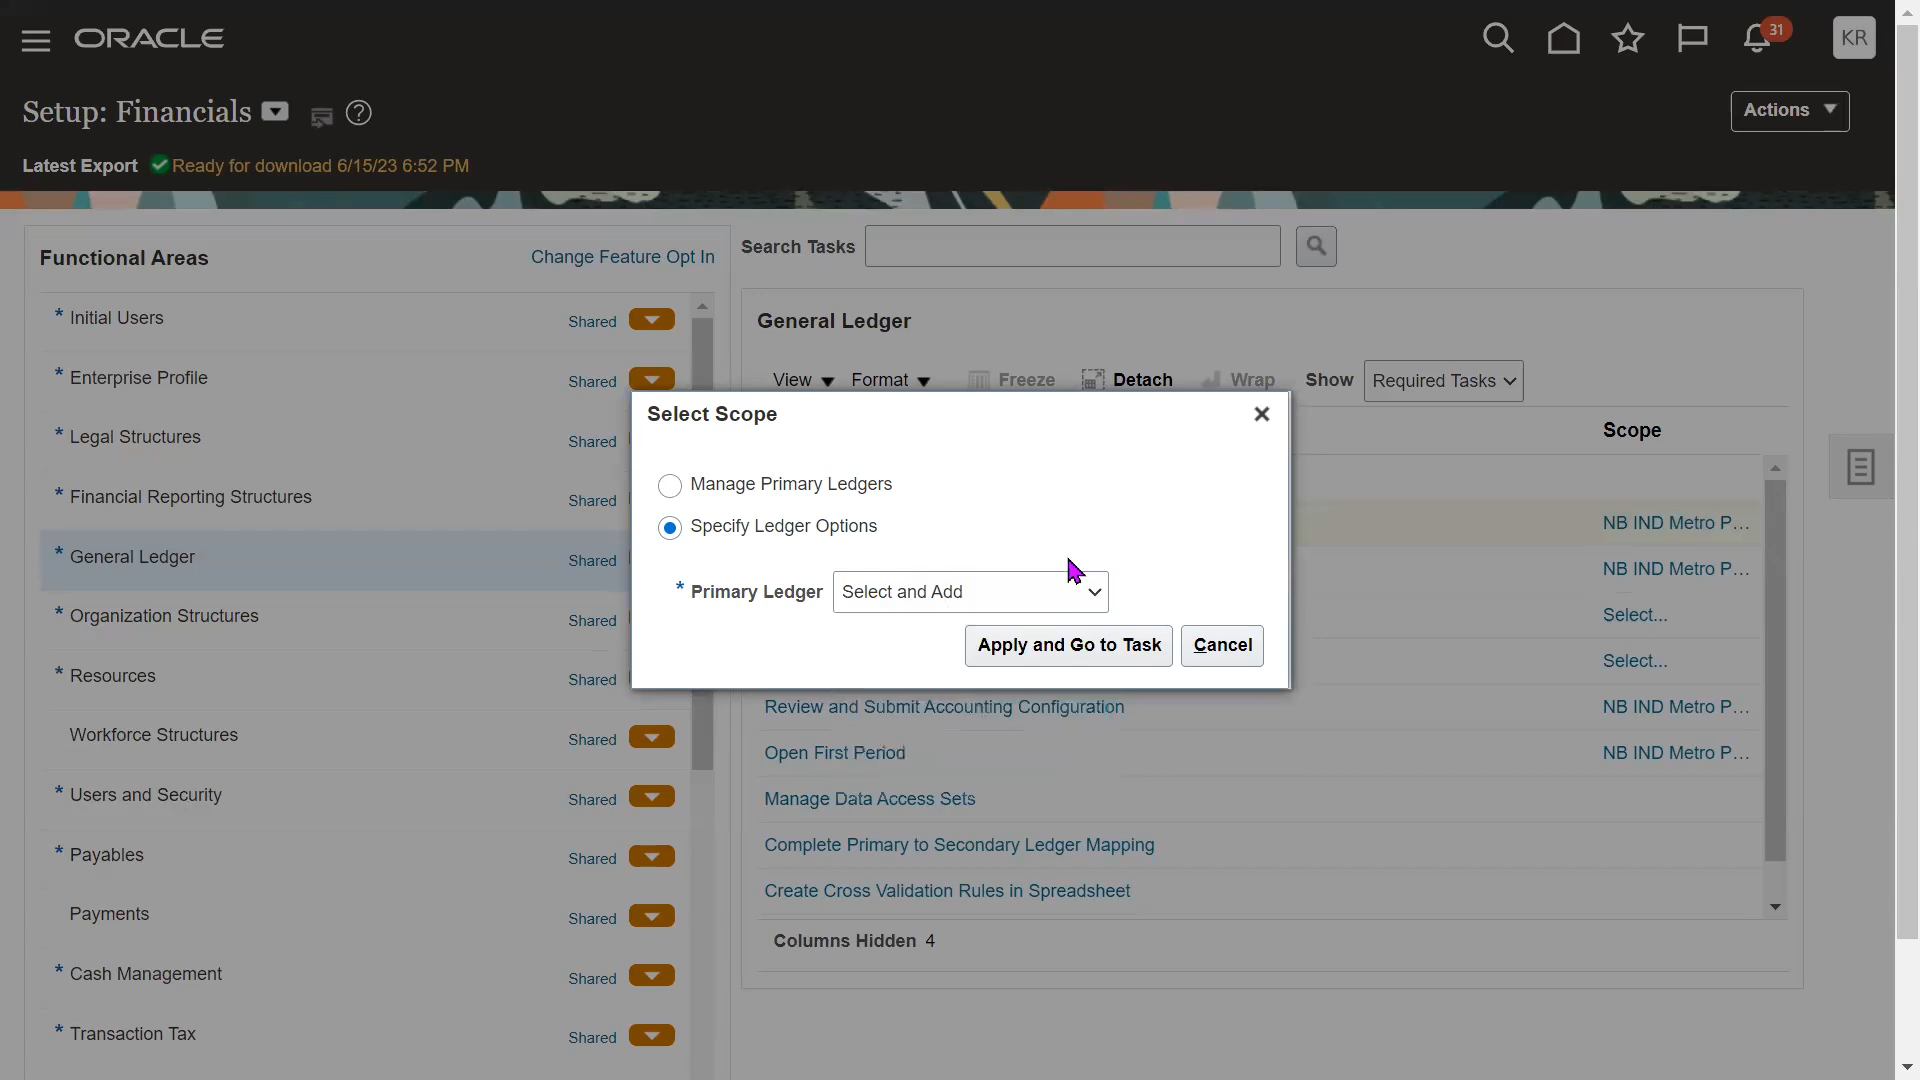 ORACLE
31
KR
Setup: Financials
Actions
Latest Export Ready for download 6/15/23 6:52 PM
Functional Areas
Change Feature Opt In
* Initial Users Shared
* Enterprise Profile Shared
* Legal Structures Shared
* Financial Reporting Structures Shared
* General Ledger Shared
* Organization Structures Shared
* Resources Shared
Workforce Structures Shared
* Users and Security Shared
* Payables Shared
Payments Shared
* Cash Management Shared
* Transaction Tax Shared
Search Tasks
General Ledger
View Format Freeze Detach Wrap Show Required Tasks
Scope
NB IND Metro P...
NB IND Metro P...
Select...
Select...
Select Scope
Manage Primary Ledgers
Specify Ledger Options
* Primary Ledger Select and Add
Apply and Go to Task Cancel
Review and Submit Accounting Configuration NB IND Metro P...
Open First Period NB IND Metro P...
Manage Data Access Sets
Complete Primary to Secondary Ledger Mapping
Create Cross Validation Rules in Spreadsheet
Columns Hidden 4